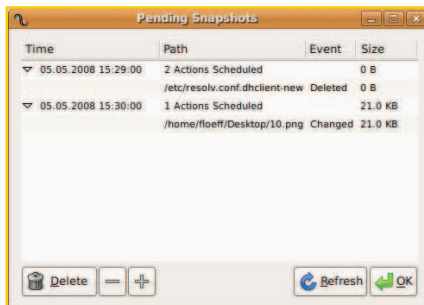 Pending Snapshots
Time Path Event Size
05.05.2008 15:29:00 2 Actions Scheduled 0 B
/etc/resolv.conf.dhclient-new Deleted 0 B
05.05.2008 15:30:00 1 Actions Scheduled 21.0 KB
/home/floeff/Desktop/10.png Changed 21.0 KB
Delete Refresh OK